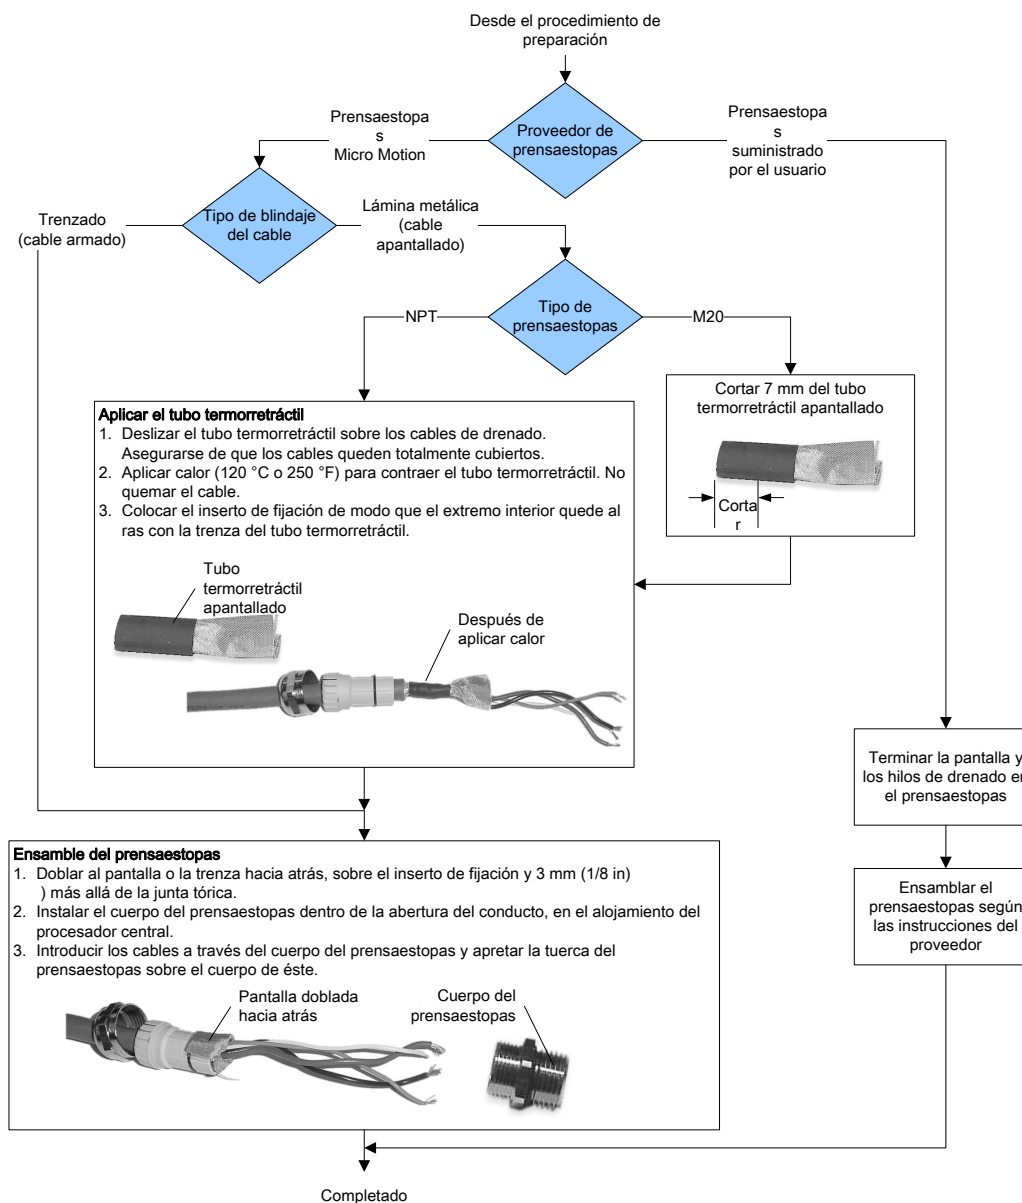 Desde el procedimiento de
preparación
Proveedor de
prensaestopas
Prensaestopa
s
Micro Motion
Prensaestopa
s
suministrado
por el usuario
Tipo de blindaje
del cable
Trenzado
(cable armado)
Lámina metálica
(cable
apantallado)
Tipo de
prensaestopas
NPT
M20
Cortar 7 mm del tubo
termorretráctil apantallado
Corta
r
Aplicar el tubo termorretráctil
1. Deslizar el tubo termorretráctil sobre los cables de drenado.
Asegurarse de que los cables queden totalmente cubiertos.
2. Aplicar calor (120 °C o 250 °F) para contraer el tubo termorretráctil. No
quemar el cable.
3. Colocar el inserto de fijación de modo que el extremo interior quede al
ras con la trenza del tubo termorretráctil.
Tubo
termorretráctil
apantallado
Después de
aplicar calor
Terminar la pantalla y
los hilos de drenado en
el prensaestopas
Ensamblar el
prensaestopas según
las instrucciones del
proveedor
Ensamble del prensaestopas
1. Doblar al pantalla o la trenza hacia atrás, sobre el inserto de fijación y 3 mm (1/8 in)
) más allá de la junta tórica.
2. Instalar el cuerpo del prensaestopas dentro de la abertura del conducto, en el alojamiento del
procesador central.
3. Introducir los cables a través del cuerpo del prensaestopas y apretar la tuerca del
prensaestopas sobre el cuerpo de éste.
Pantalla doblada
hacia atrás
Cuerpo del
prensaestopas
Completado